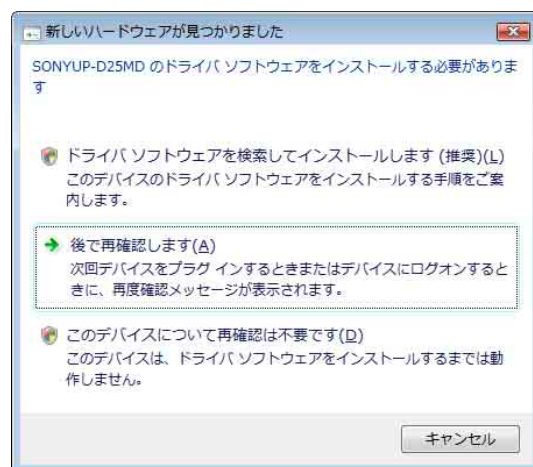 新しいハードウェアが見つかりました
SONYUP-D25MD のドライバ ソフトウェアをインストールする必要がありま
す
ドライバ ソフトウェアを検索してインストールします (推奨)(L)
このデバイスのドライバ ソフトウェアをインストールする手順をご案
内します。
後で再確認します(A)
次回デバイスをプラグ インするときまたはデバイスにログオンすると
きに、再度確認メッセージが表示されます。
このデバイスについて再確認は不要です(D)
このデバイスは、ドライバ ソフトウェアをインストールするまでは動
作しません。
キャンセル